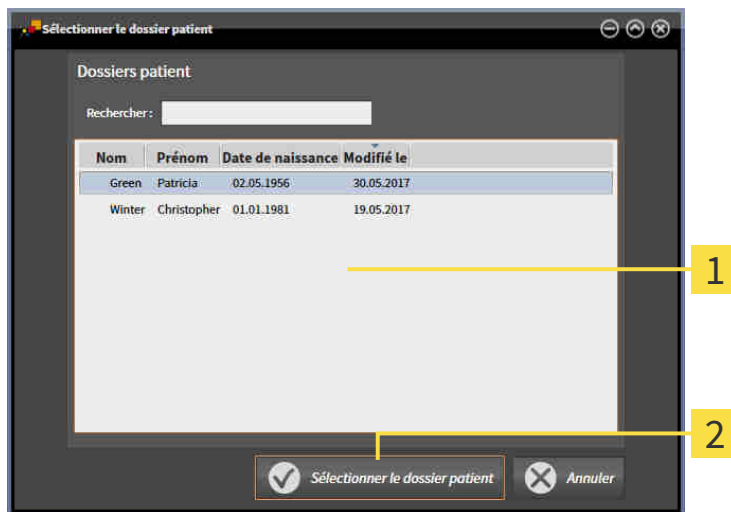 Sélectionner le dossier patient
Dossiers patient
Rechercher:
Nom Prénom Date de naissance Modifié le
Green Patricia 02.05.1956 30.05.2017
Winter Christopher 01.01.1981 19.05.2017
1
2
Sélectionner le dossier patient Annuler